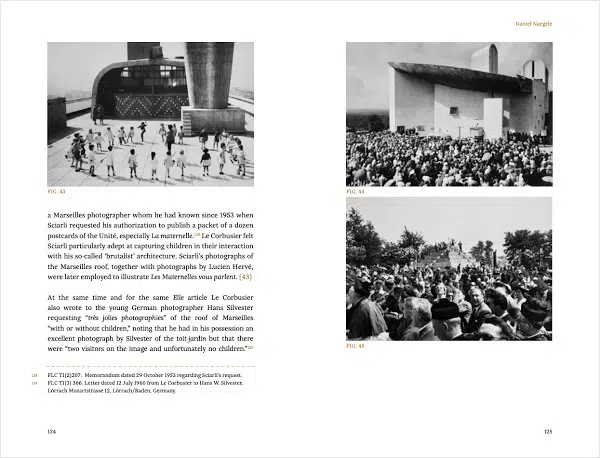 Daniel Naegele
FIG. 43
a Marseilles photographer whom he had known since 1953 when
Sciarli requested his authorization to publish a packet of a dozen
postcards of the Unité, especially La maternelle. Le Corbusier felt
Sciarli particularly adept at capturing children in their interaction
with his so-called ‘brutalist’ architecture. Sciarli’s photographs of
the Marseilles roof, together with photographs by Lucien Hervé,
were later employed to illustrate Les Maternelles vous parlent. [43]
At the same time and for the same Elle article Le Corbusier
also wrote to the young German photographer Hans Silvester
requesting “très jolies photographies” of the roof of Marseilles
“with or without children,” noting that he had in his possession an
excellent photograph by Silvester of the toit-jardin but that there
were “two visitors on the image and unfortunately no children.”
FLC T1(2)207. Memorandum dated 29 October 1953 regarding Sciarli’s request.
FLC T1(3) 366. Letter dated 12 July 1960 from Le Corbusier to Hans W. Silvester,
Lörrach Mozartstrasse 12, Lörrach/Baden, Germany.
124
FIG. 44
FIG. 45
125